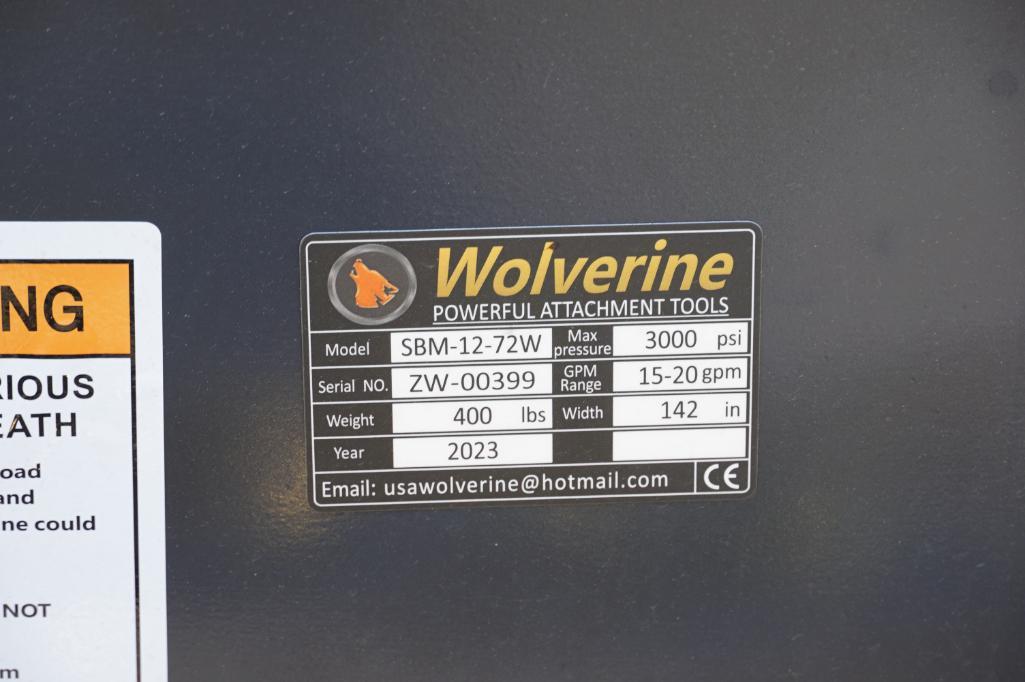 NG
RIOUS
EATH
oad
and
ne could
NOT
m
Wolverine
POWERFUL ATTACHMENT TOOLS
Model SBM-12-72W Max pressure 3000 psi
Serial NO. ZW-00399 GPM Range 15-20 gpm
Weight 400 lbs Width 142 in
Year 2023
Email: usawolverine@hotmail.com CE